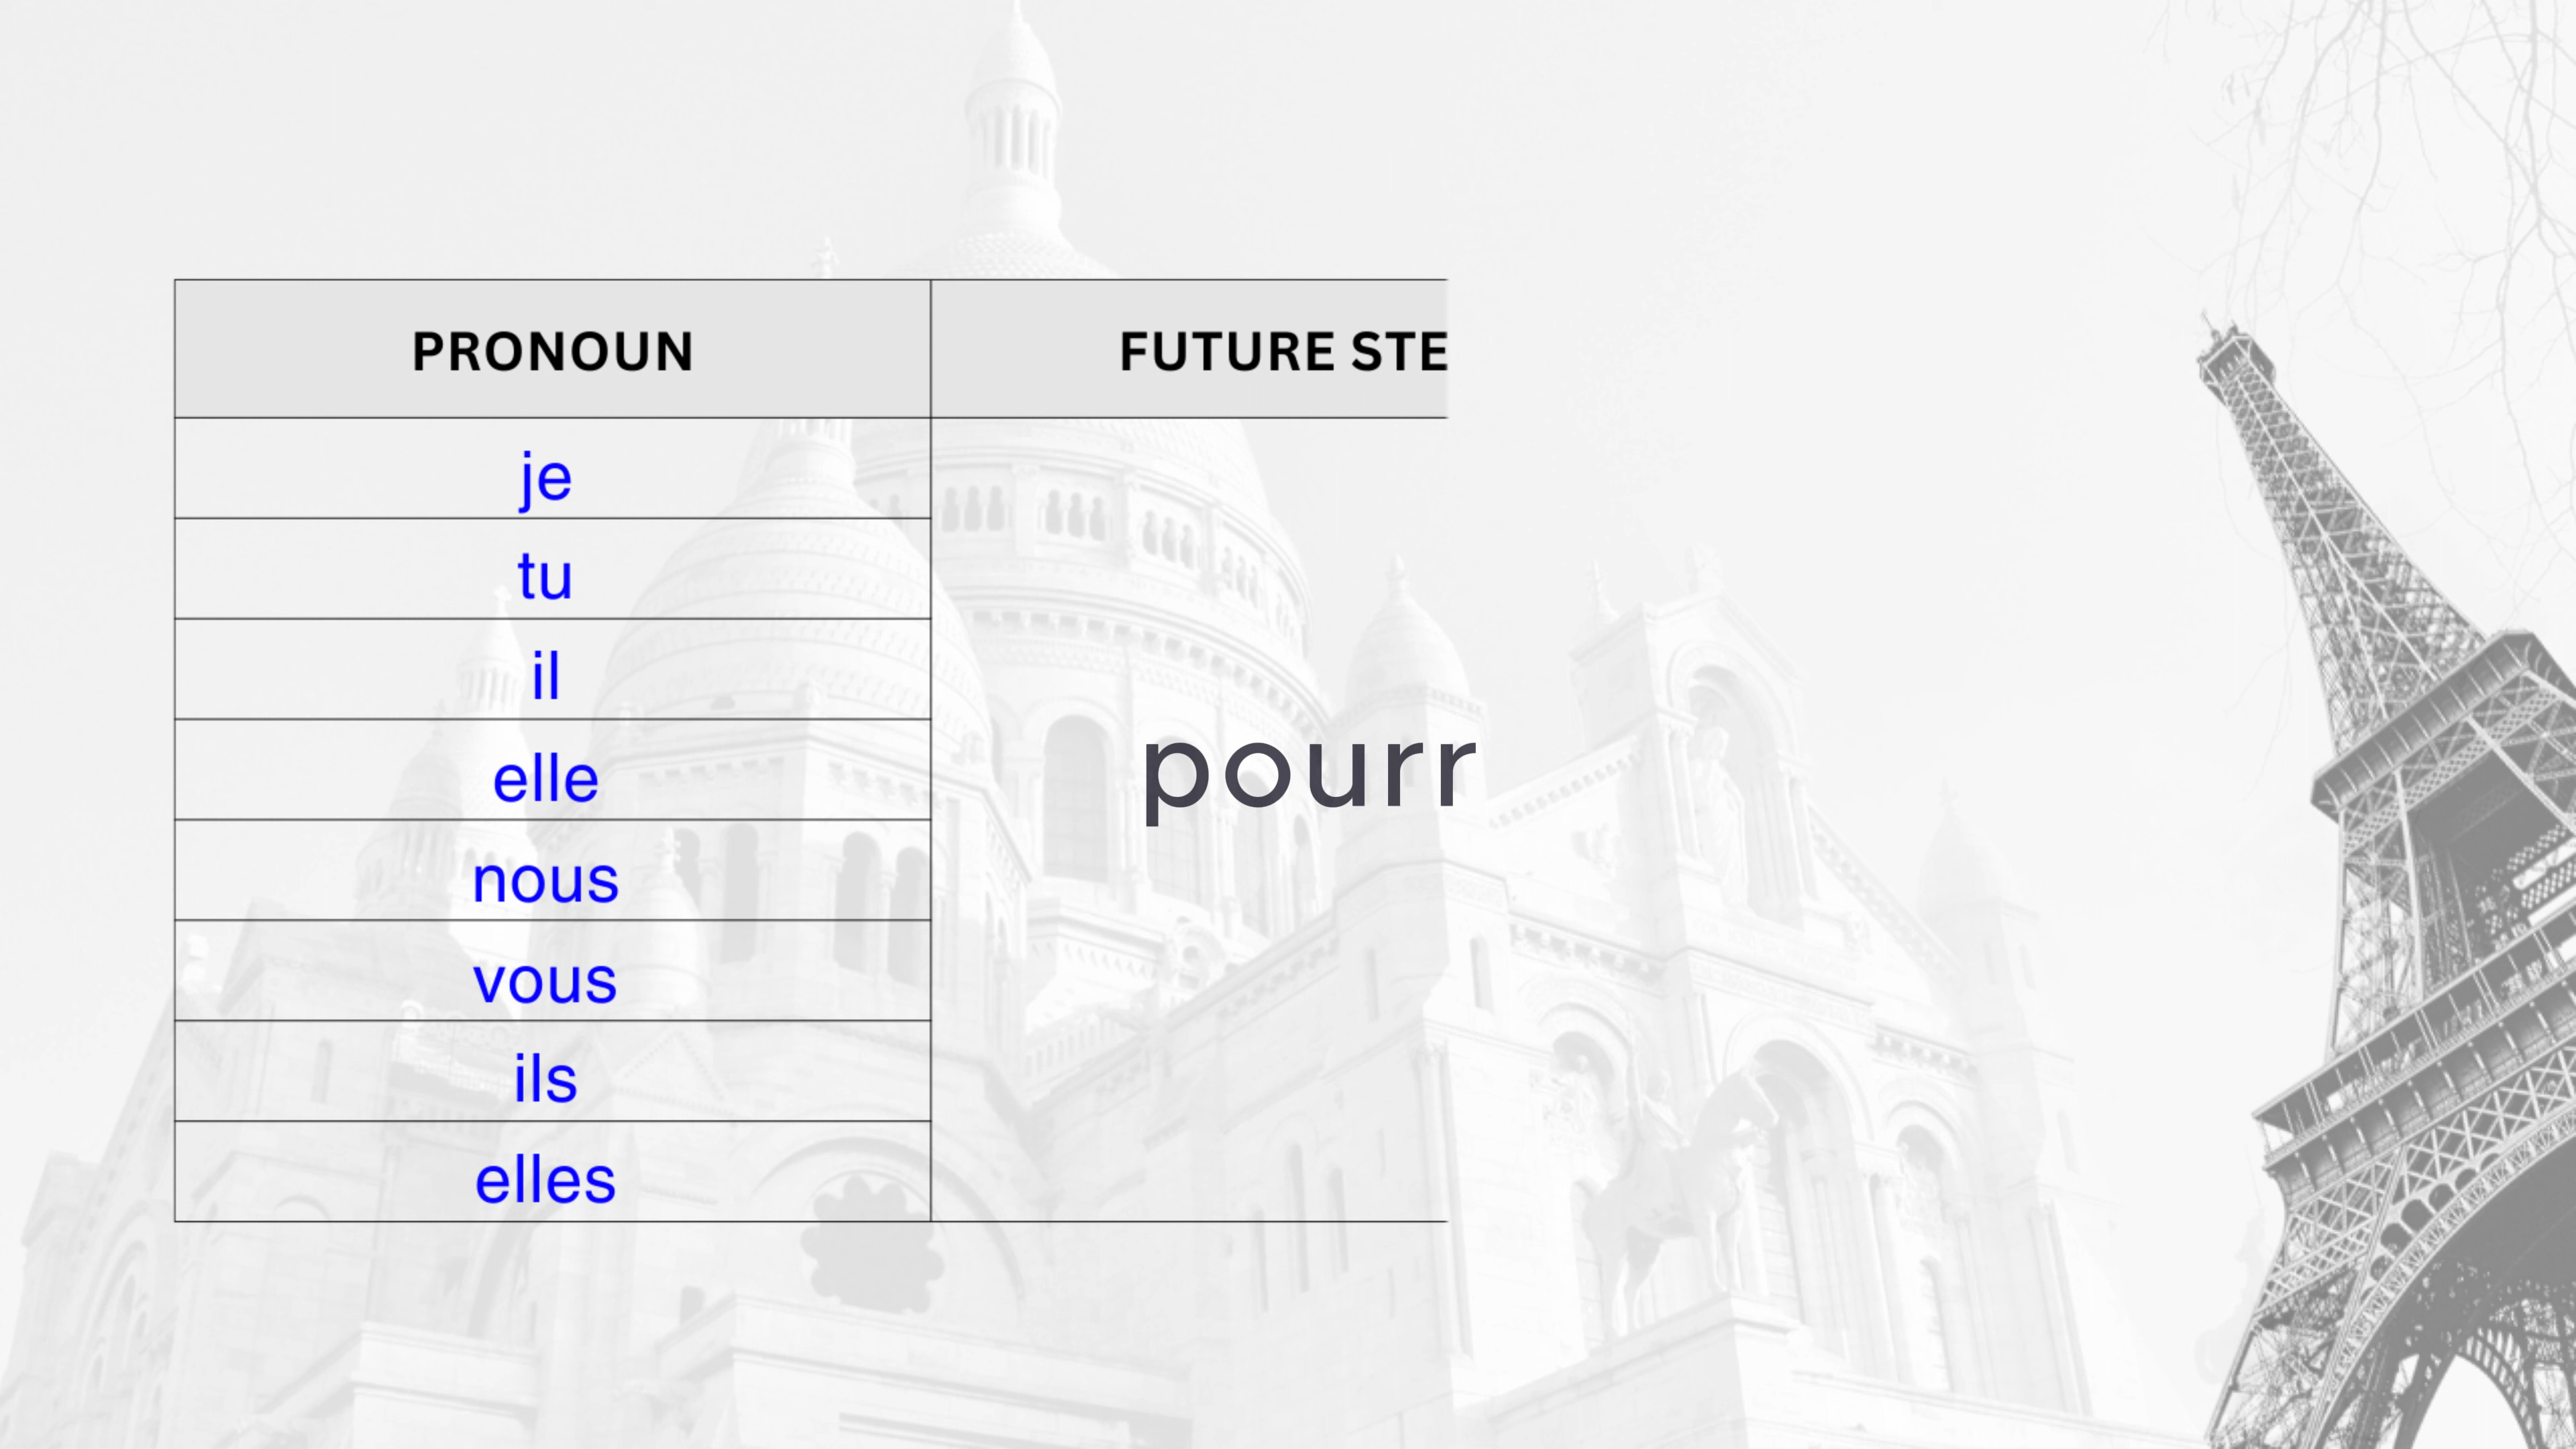 PRONOUN FUTURE STE
je
tu
il
elle
pourr
nous
vous
ils
elles